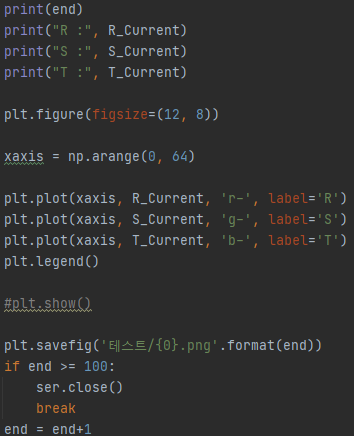 print(end)
print("R :", R_Current)
print("S :", S_Current)
print("T :", T_Current)
plt.figure(figsize=(12, 8))
xaxis = np.arange(0, 64)
plt.plot(xaxis, R_Current, 'r-', label='R')
plt.plot(xaxis, S_Current, 'g-', label='S')
plt.plot(xaxis, T_Current, 'b-', label='T')
plt.legend()
#plt.show()
plt.savefig('테스트/{0}.png'.format(end))
if end >= 100:
    ser.close()
    break
end = end+1